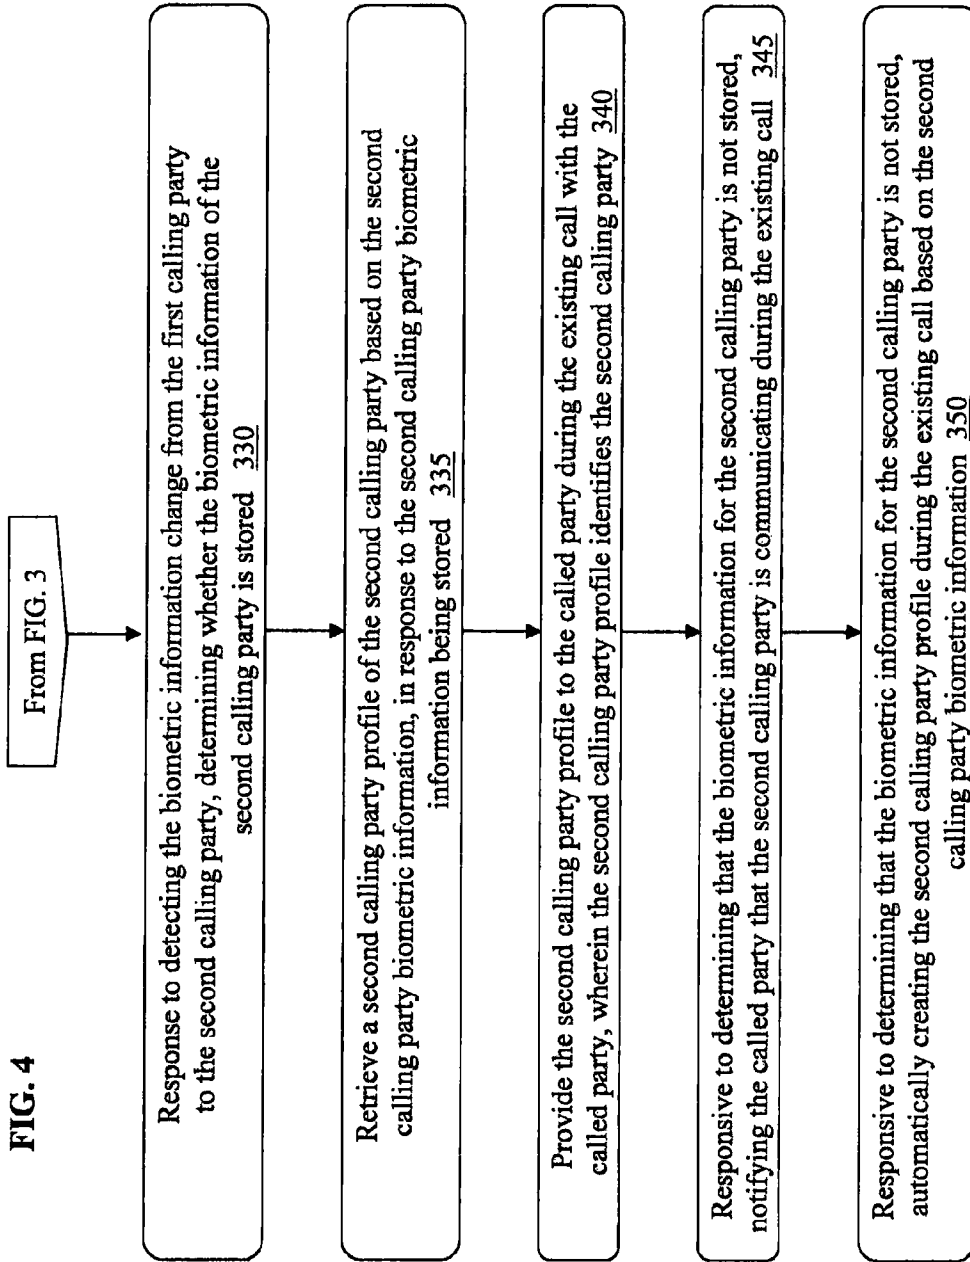 FIG. 4
From FIG. 3
Response to detecting the biometric information change from the first calling party
to the second calling party, determining whether the biometric information of the
second calling party is stored 330
Retrieve a second calling party profile of the second calling party based on the second
calling party biometric information, in response to the second calling party biometric
information being stored 335
Provide the second calling party profile to the called party during the existing call with the
called party, wherein the second calling party profile identifies the second calling party 340
Responsive to determining that the biometric information for the second calling party is not stored,
notifying the called party that the second calling party is communicating during the existing call 345
Responsive to determining that the biometric information for the second calling party is not stored,
automatically creating the second calling party profile during the existing call based on the second
calling party biometric information 350